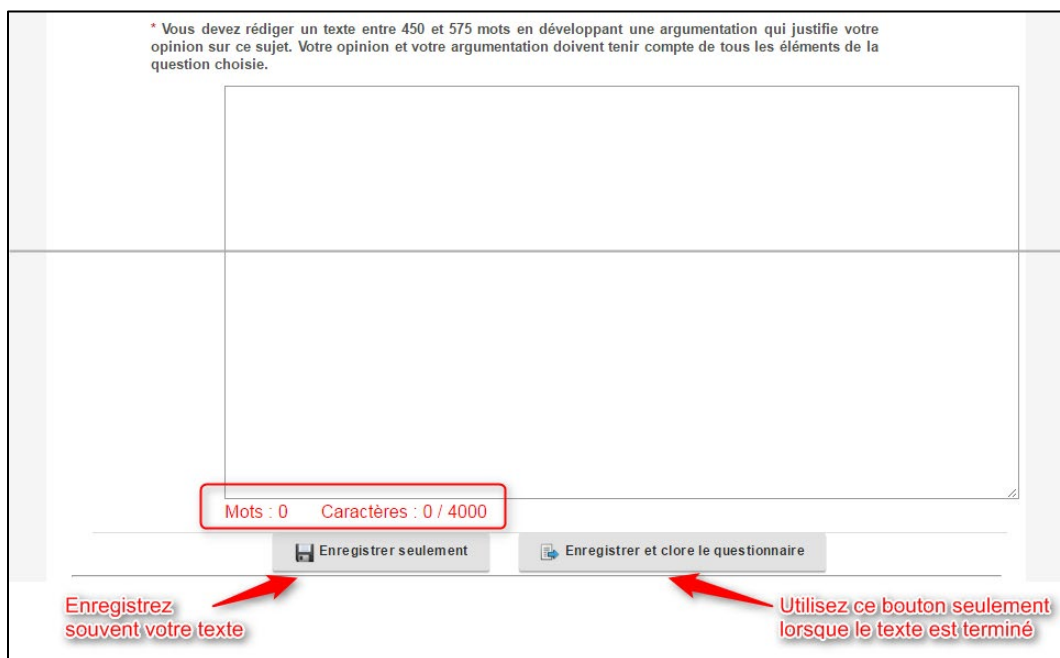 * Vous devez rédiger un texte entre 450 et 575 mots en développant une argumentation qui justifie votre
opinion sur ce sujet. Votre opinion et votre argumentation doivent tenir compte de tous les éléments de la
question choisie.
Mots : 0 Caractères : 0 / 4000
Enregistrer seulement
Enregistrer et clore le questionnaire
Enregistrez
souvent votre texte
Utilisez ce bouton seulement
lorsque le texte est terminé